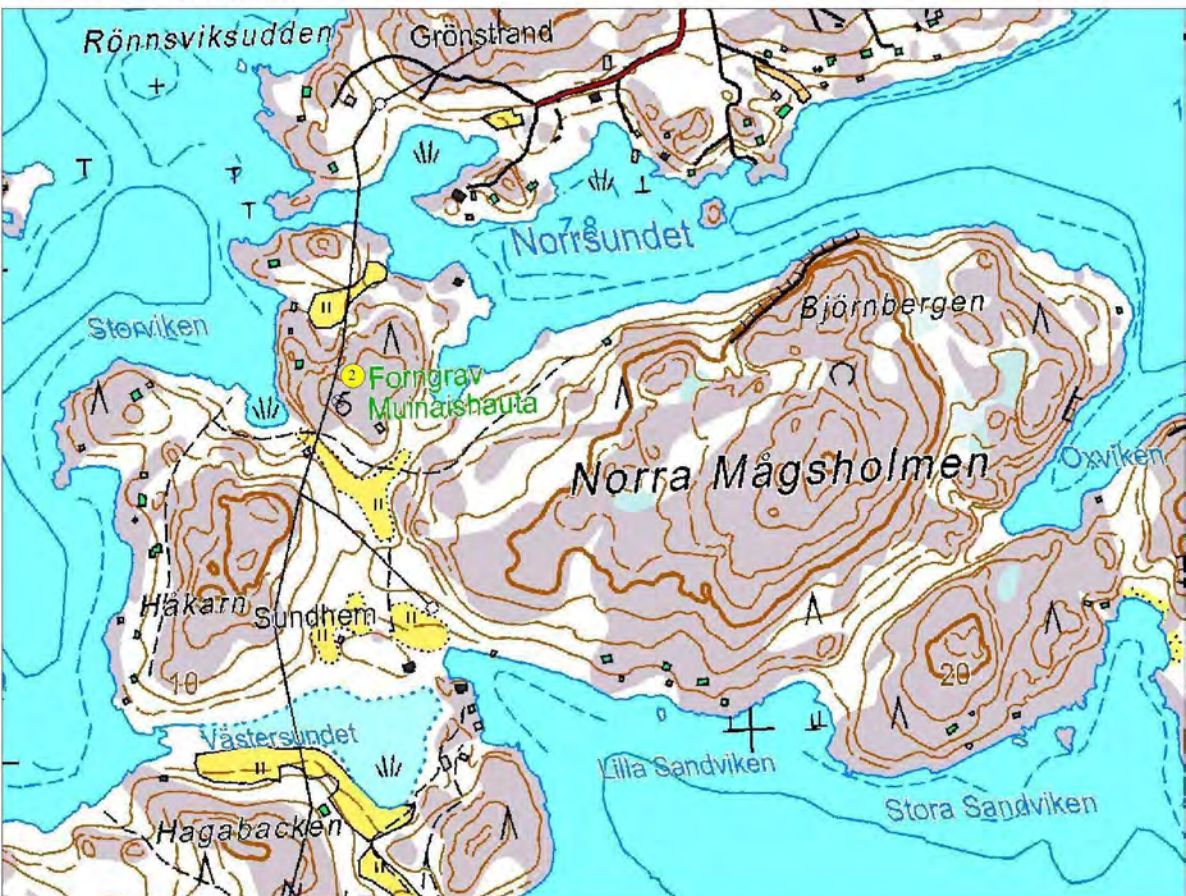 Rönnsviksudden
Grönstrand
Norrsundet
7 8
Björnbergen
Storviken
2
Forngrav
Muinaishauta
Norra Mågsholmen
Oxviken
Håkarn
Sundhem
10
20
Västersundet
Lilla Sandviken
Stora Sandviken
Hagabacken